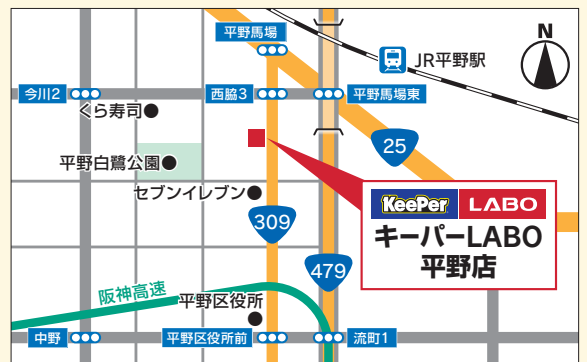 平野馬場
N
JR平野駅
今川2
西脇3
平野馬場東
くら寿司
25
平野白鷺公園
セブンイレブン
KeePer LABO
309
キーパーLABO
平野店
479
阪神高速
平野区役所
中野
平野区役所前
流町1